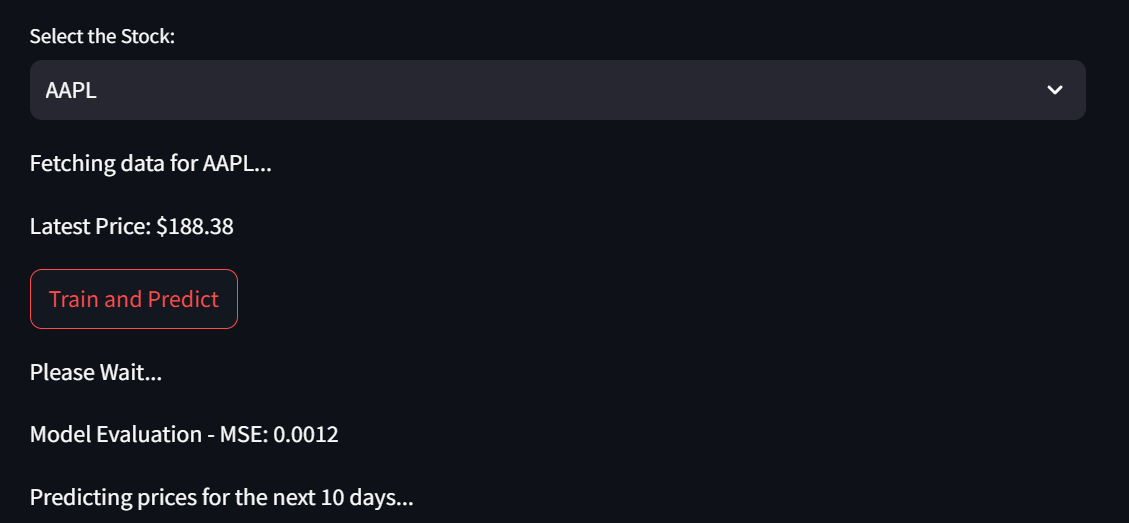 Select the Stock:
AAPL
Fetching data for AAPL...
Latest Price: $188.38
Train and Predict
Please Wait...
Model Evaluation - MSE: 0.0012
Predicting prices for the next 10 days...